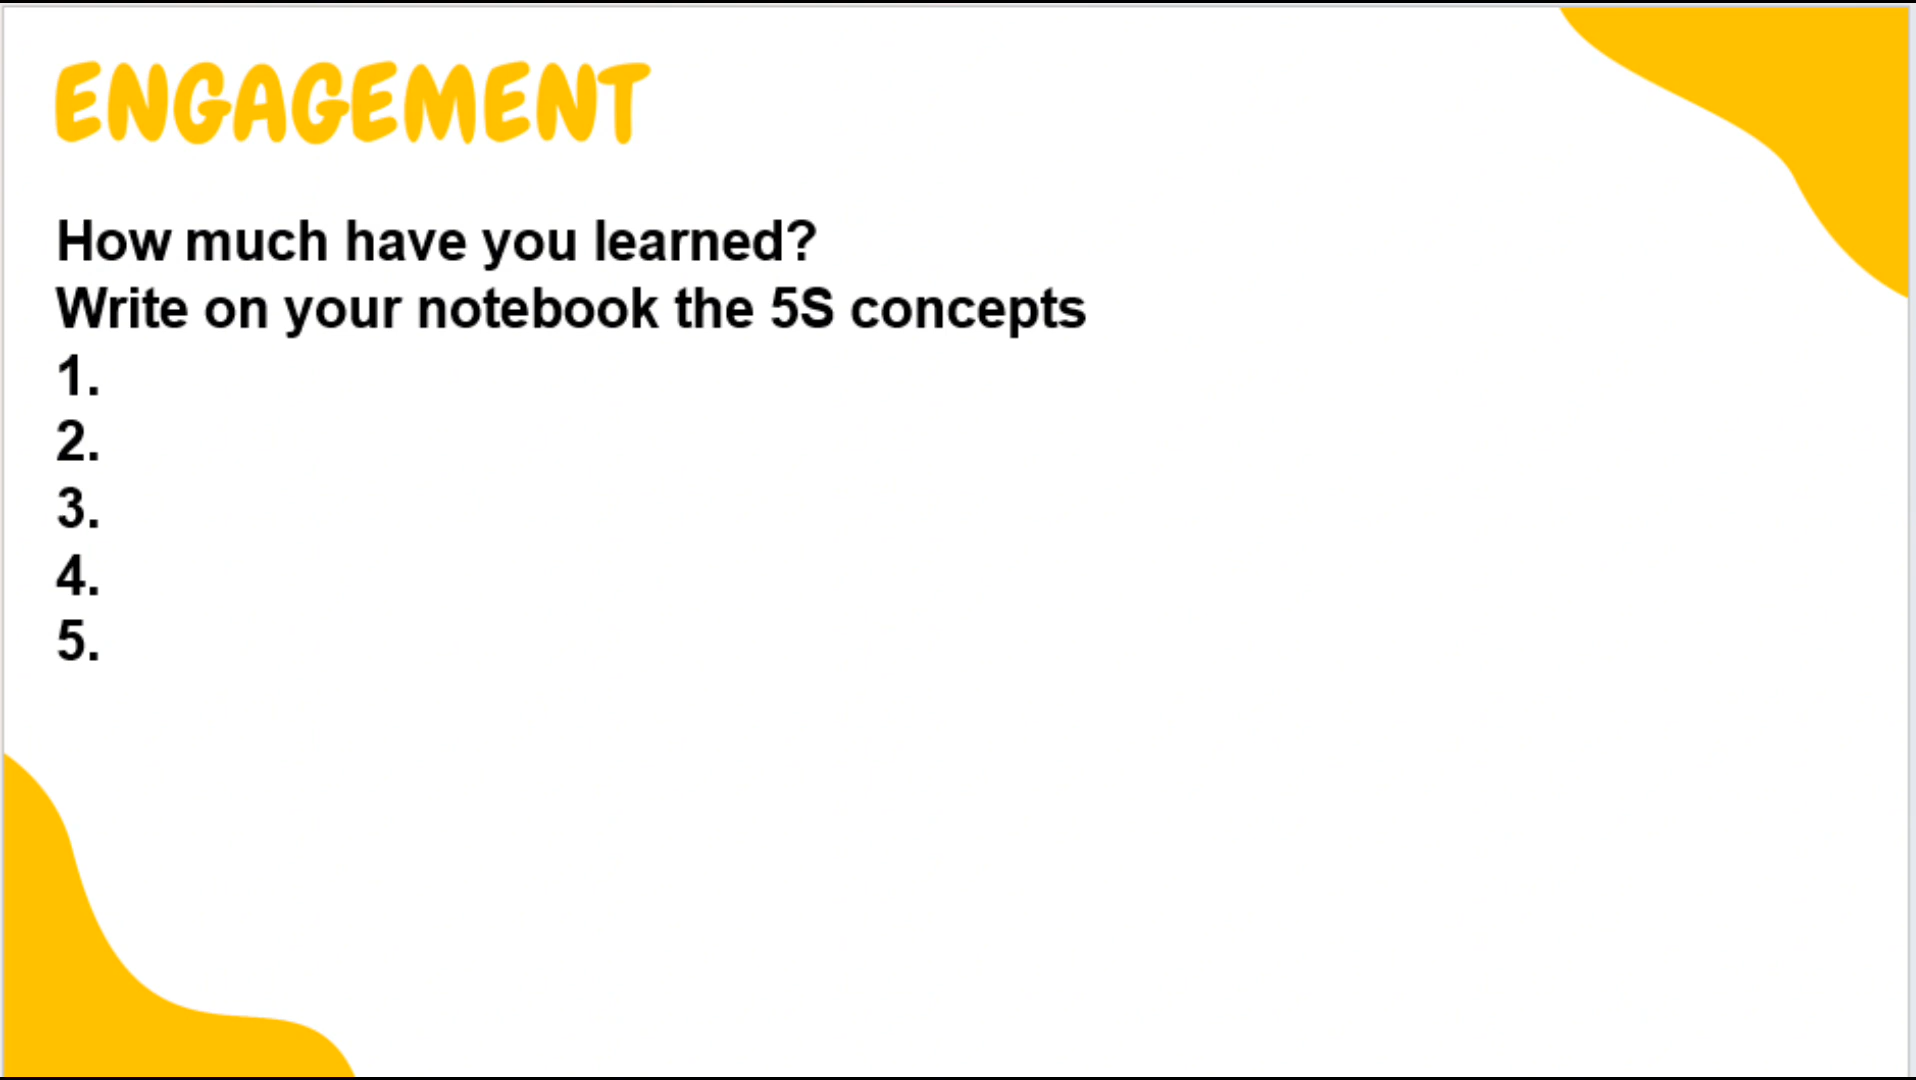 ENGAGEMENT
How much have you learned?
Write on your notebook the 5S concepts
1.
2.
3.
4.
5.